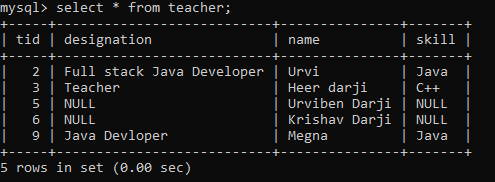 mysql> select * from teacher;
+-----+---------------------------+---------------+-------+
| tid | designation               | name          | skill |
+-----+---------------------------+---------------+-------+
|   2 | Full stack Java Developer | Urvi          | Java  |
|   3 | Teacher                   | Heer darji    | C++   |
|   5 | NULL                      | Urviben Darji | NULL  |
|   6 | NULL                      | Krishav Darji | NULL  |
|   9 | Java Devloper             | Megna         | Java  |
+-----+---------------------------+---------------+-------+
5 rows in set (0.00 sec)